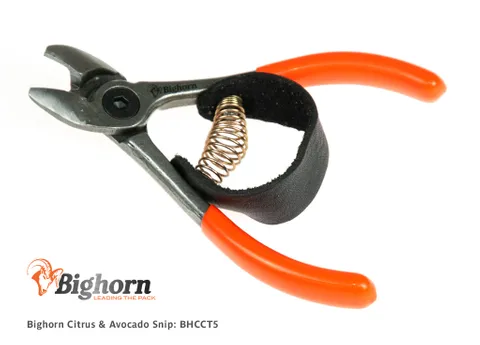 Bighorn
Bighorn
LEADING THE PACK
Bighorn Citrus & Avocado Snip: BHCCT5